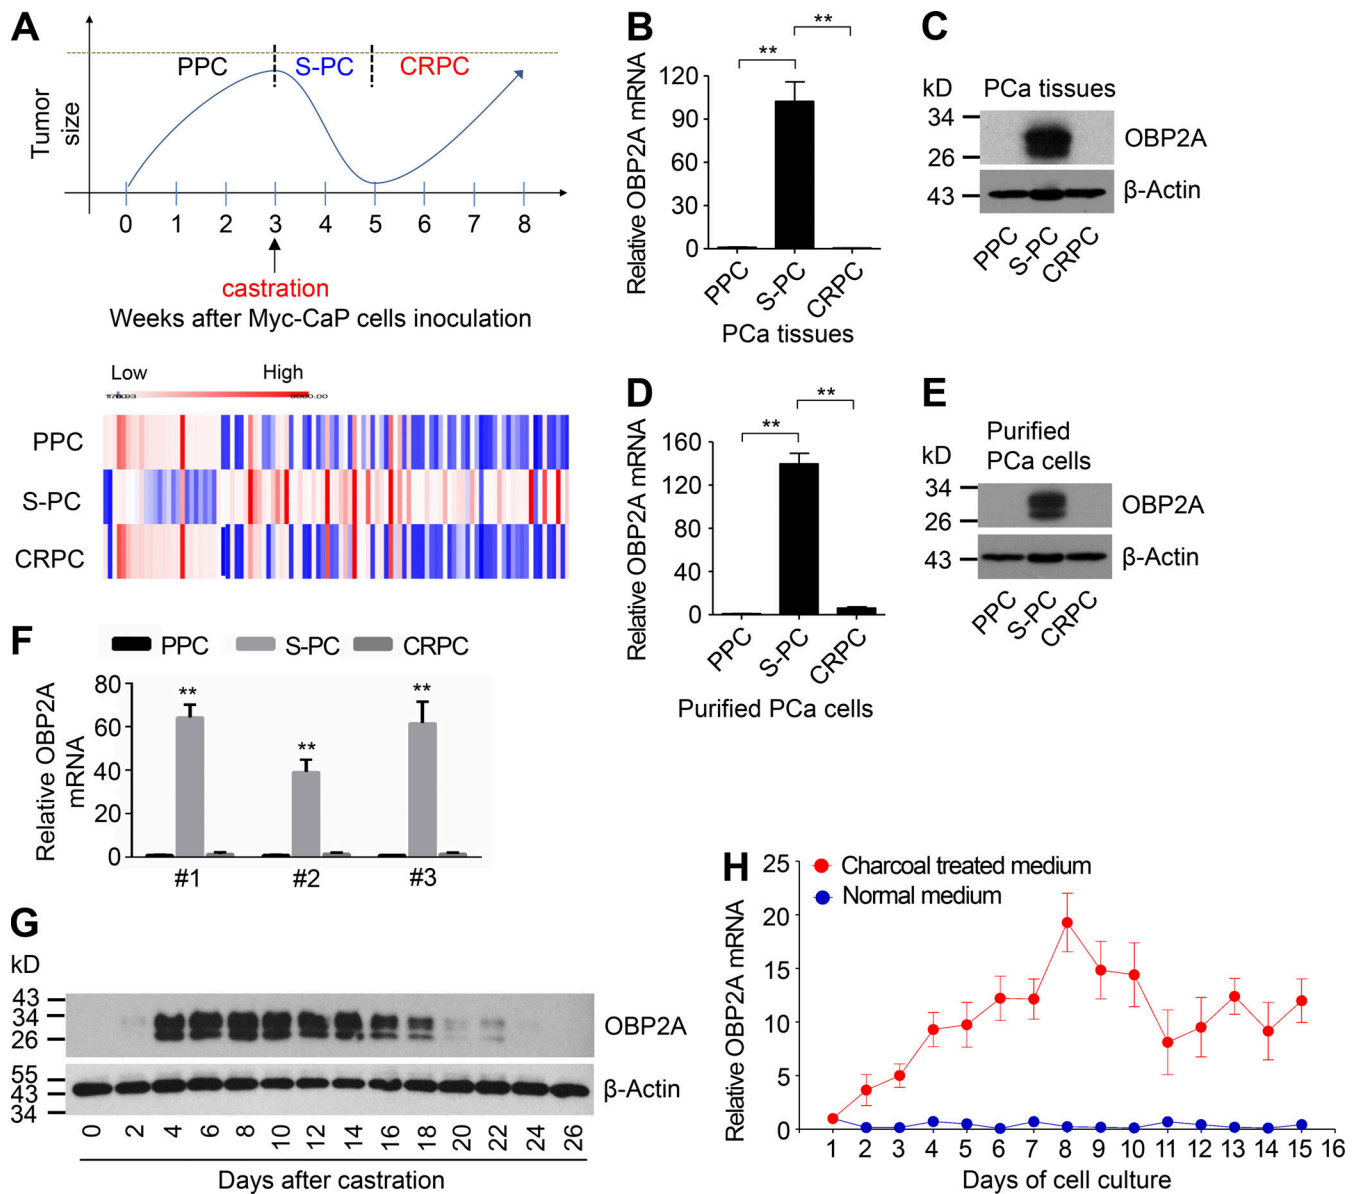 A
PPC
S-PC
CRPC
Tumor
size
0 1 2 3 4 5 6 7 8
castration
Weeks after Myc-CaP cells inoculation
Low
High
PPC
S-PC
CRPC
B
**
**
Relative OBP2A mRNA
120
90
60
30
0
PPC
S-PC
CRPC
PCa tissues
C
kD
PCa tissues
34
26
43
OBP2A
β-Actin
PPC
S-PC
CRPC
D
**
**
Relative OBP2A mRNA
160
120
80
40
0
PPC
S-PC
CRPC
Purified PCa cells
E
Purified
PCa cells
kD
34
26
43
OBP2A
β-Actin
PPC
S-PC
CRPC
F
PPC
S-PC
CRPC
Relative OBP2A
mRNA
80
60
40
20
0
**
**
**
#1
#2
#3
G
kD
43
34
26
55
43
34
OBP2A
β-Actin
0 2 4 6 8 10 12 14 16 18 20 22 24 26
Days after castration
H
Charcoal treated medium
Normal medium
Relative OBP2A mRNA
25
20
15
10
5
0
1 2 3 4 5 6 7 8 9 10 11 12 13 14 15 16
Days of cell culture